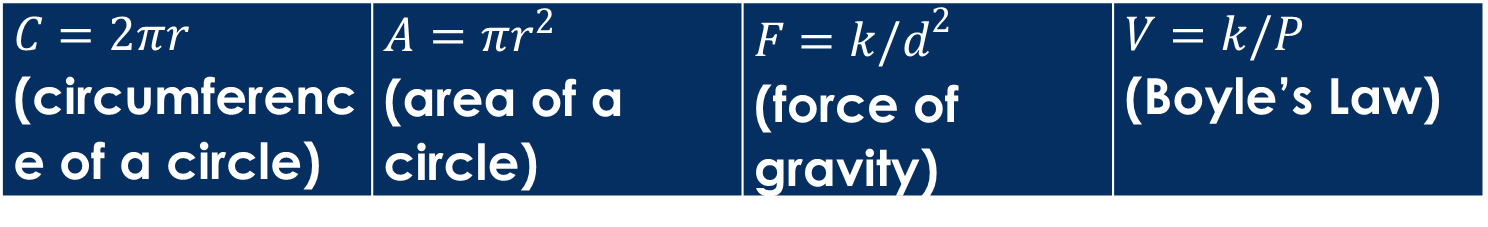 C = 2πr
(circumferenc
e of a circle)
A = πr²
(area of a
circle)
F = k/d²
(force of
gravity)
V = k/P
(Boyle’s Law)